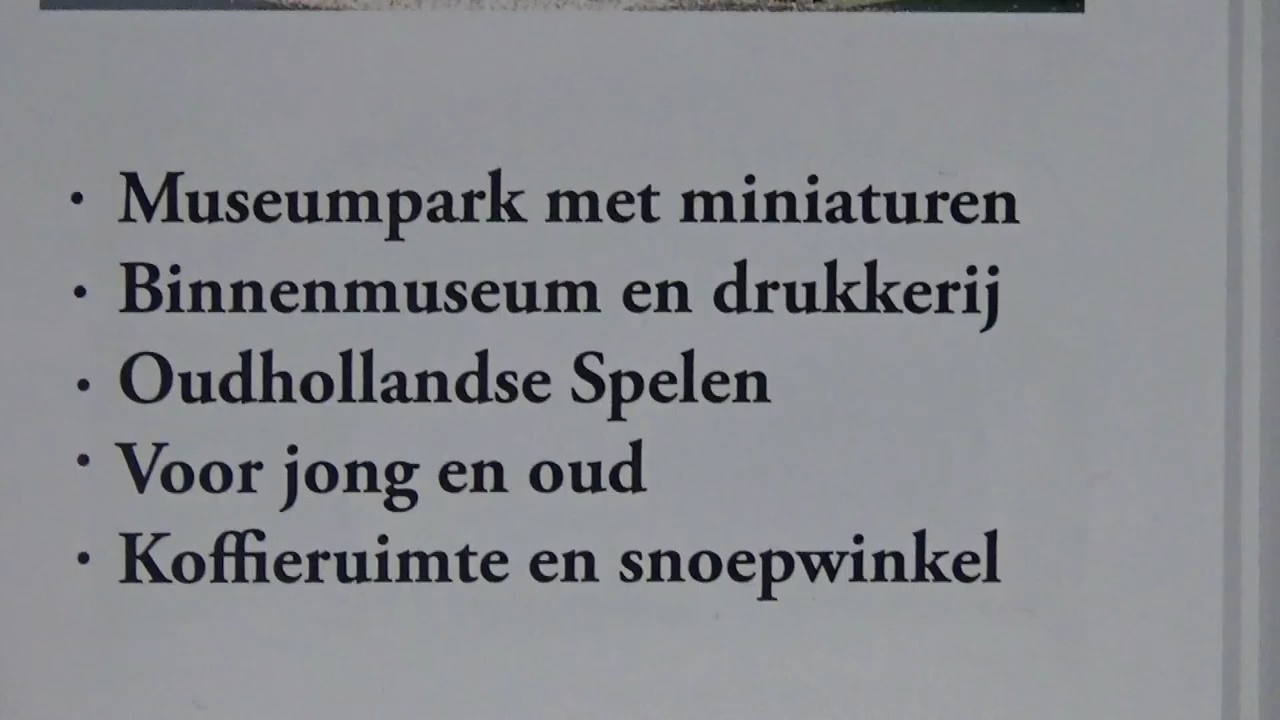 · Museumpark met miniaturen
· Binnenmuseum en drukkerij
· Oudhollandse Spelen
· Voor jong en oud
· Koffieruimte en snoepwinkel